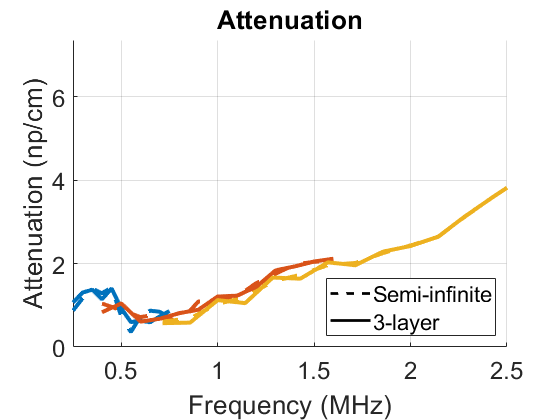 Attenuation
Attenuation (np/cm)
6
4
2
0
0.5
1
1.5
2
2.5
Frequency (MHz)
Semi-infinite
3-layer